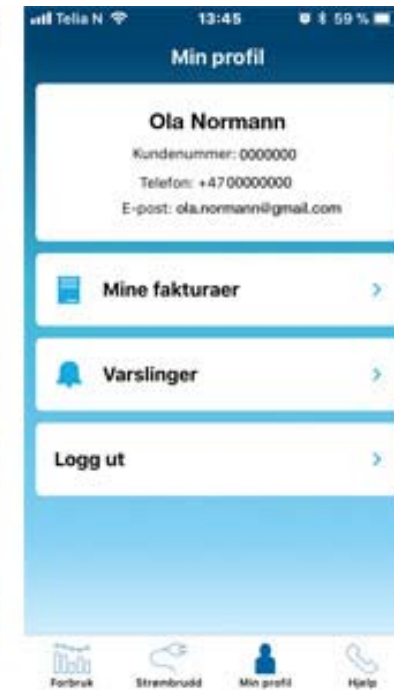 Telia N 13:45 59 %
Min profil
Ola Normann
Kundenummer: 0000000
Telefon: +4700000000
E-post: ola.normann@gmail.com
Mine fakturaer
Varslinger
Logg ut
Forbruk Strømbrudd Min profil Hjelp